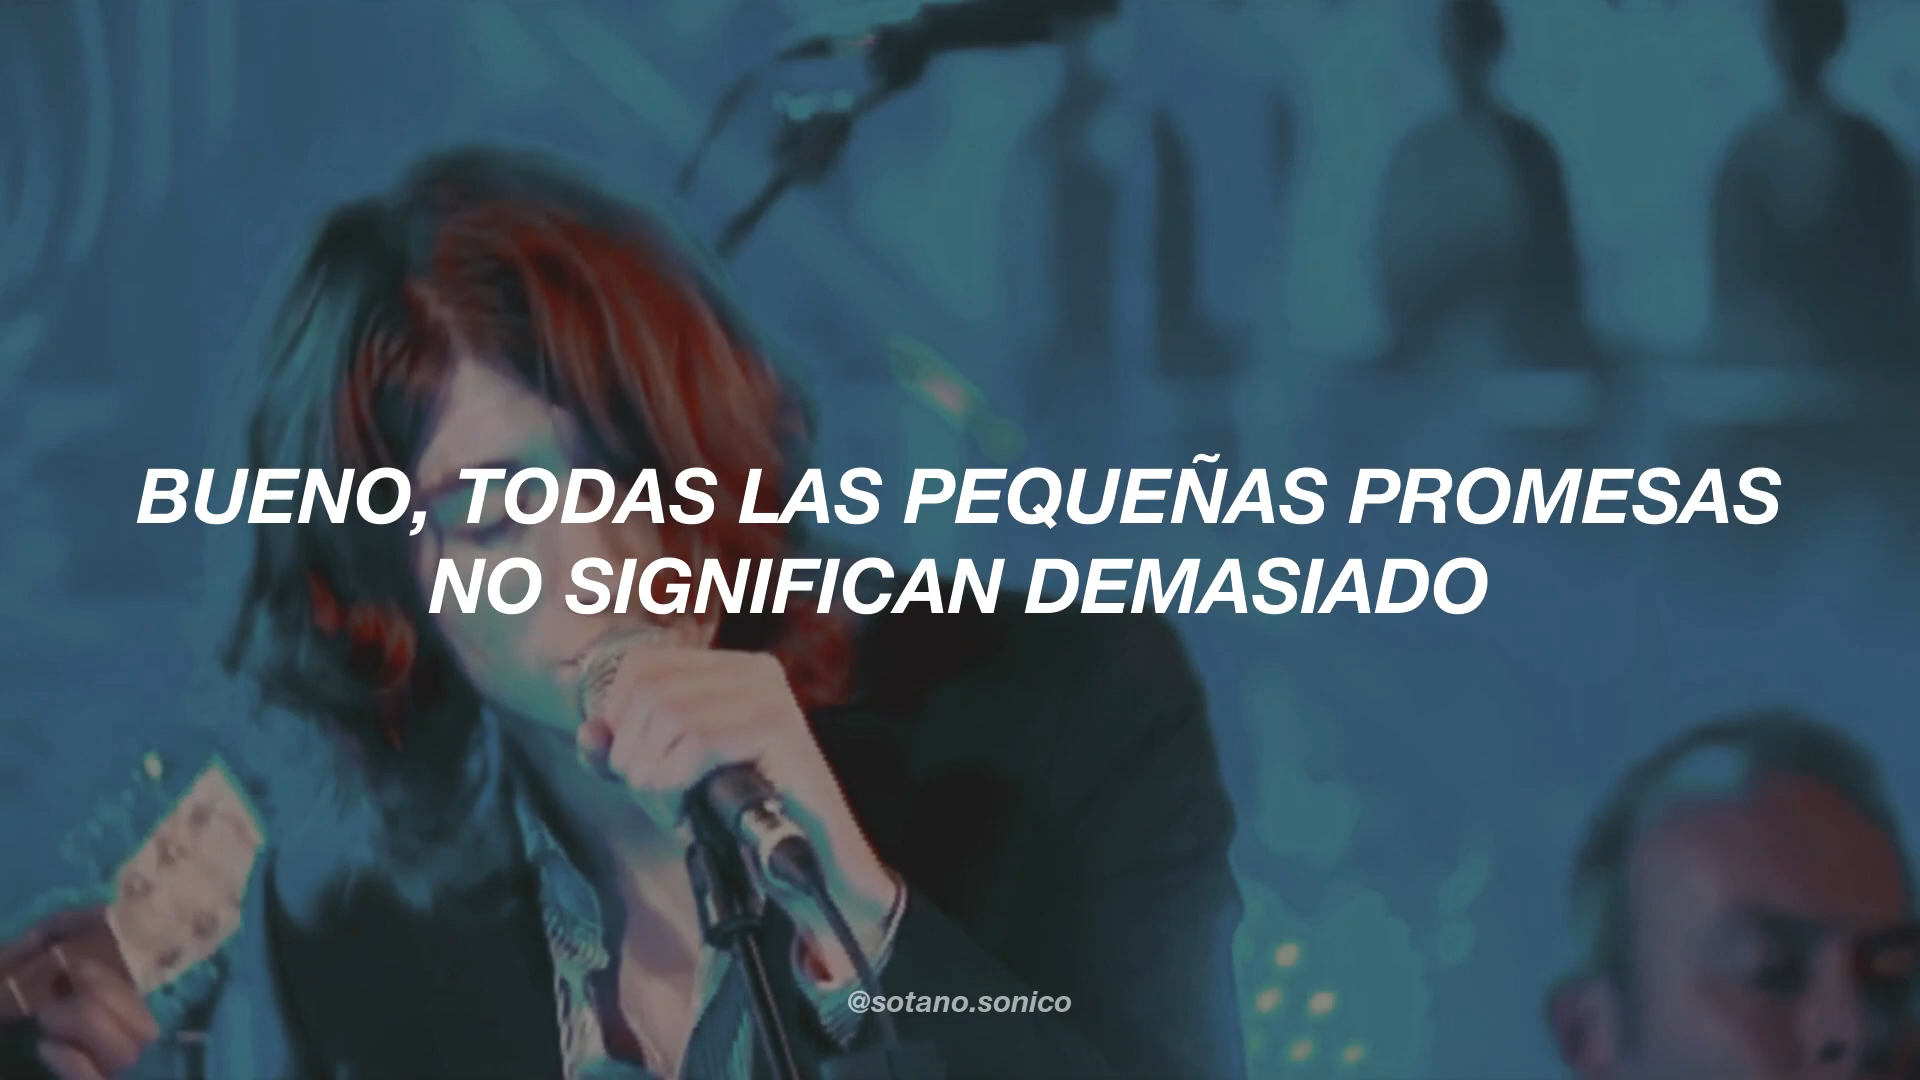 BUENO, TODAS LAS PEQUEÑAS PROMESAS
NO SIGNIFICAN DEMASIADO
@sotano.sonico